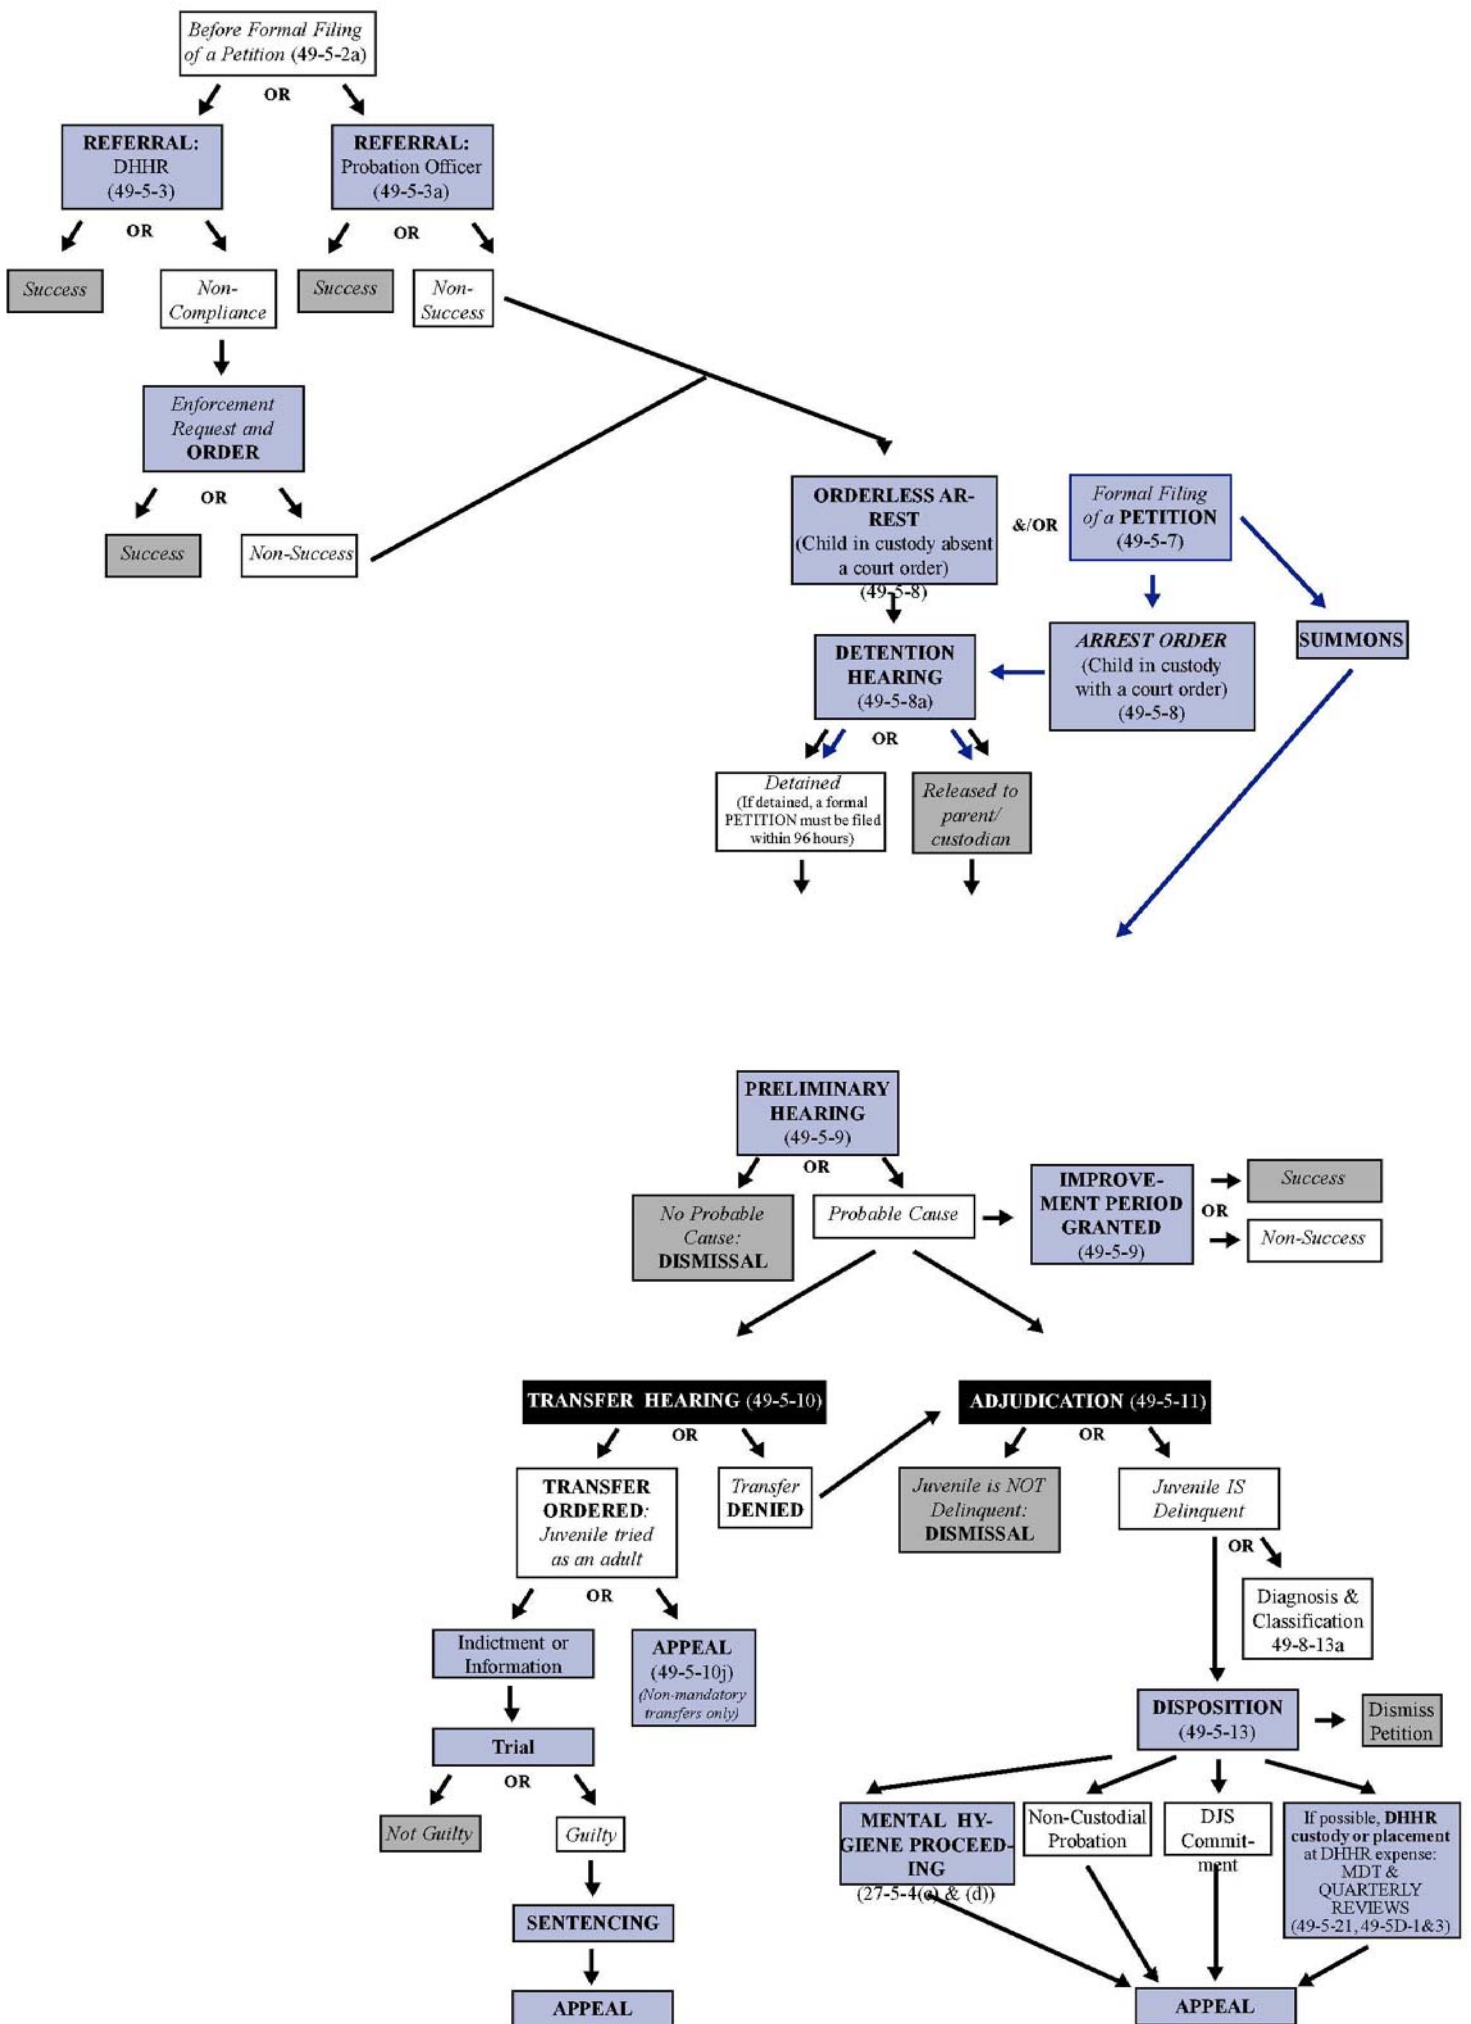 Before Formal Filing
of a Petition (49-5-2a)
OR
REFERRAL:
DHHR
(49-5-3)
REFERRAL:
Probation Officer
(49-5-3a)
OR
OR
Success
Non-
Compliance
Success
Non-
Success
Enforcement
Request and
ORDER
OR
Success
Non-Success
ORDERLESS AR-
REST
(Child in custody absent
a court order)
(49-5-8)
&/OR
Formal Filing
of a PETITION
(49-5-7)
DETENTION
HEARING
(49-5-8a)
ARREST ORDER
(Child in custody
with a court order)
(49-5-8)
SUMMONS
OR
Detained
(If detained, a formal
PETITION must be filed
within 96 hours)
Released to
parent/
custodian
PRELIMINARY
HEARING
(49-5-9)
OR
No Probable
Cause:
DISMISSAL
Probable Cause
IMPROVE-
MENT PERIOD
GRANTED
(49-5-9)
OR
Success
Non-Success
TRANSFER HEARING (49-5-10)
ADJUDICATION (49-5-11)
OR
OR
TRANSFER
ORDERED:
Juvenile tried
as an adult
Transfer
DENIED
Juvenile is NOT
Delinquent:
DISMISSAL
Juvenile IS
Delinquent
OR
OR
Diagnosis &
Classification
49-8-13a
Indictment or
Information
APPEAL
(49-5-10j)
(Non-mandatory
transfers only)
DISPOSITION
(49-5-13)
Dismiss
Petition
Trial
OR
Not Guilty
Guilty
MENTAL HY-
GIENE PROCEED-
ING
(27-5-4(c) & (d))
Non-Custodial
Probation
DJS
Commit-
ment
If possible, DHHR
custody or placement
at DHHR expense:
MDT &
QUARTERLY
REVIEWS
(49-5-21, 49-5D-1&3)
SENTENCING
APPEAL
APPEAL